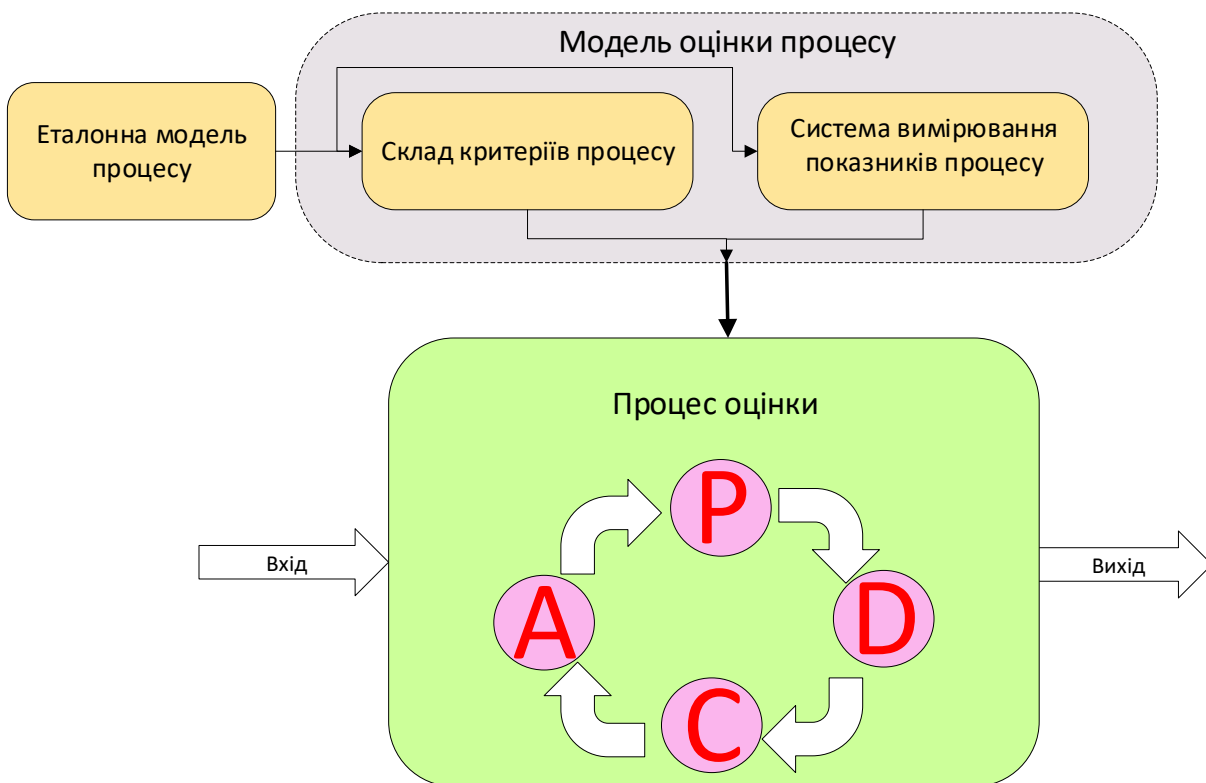 Модель оцінки процесу
Еталонна модель
процесу
Склад критеріїв процесу
Система вимірювання
показників процесу
Процес оцінки
P
Вхід
Вихід
A
D
C